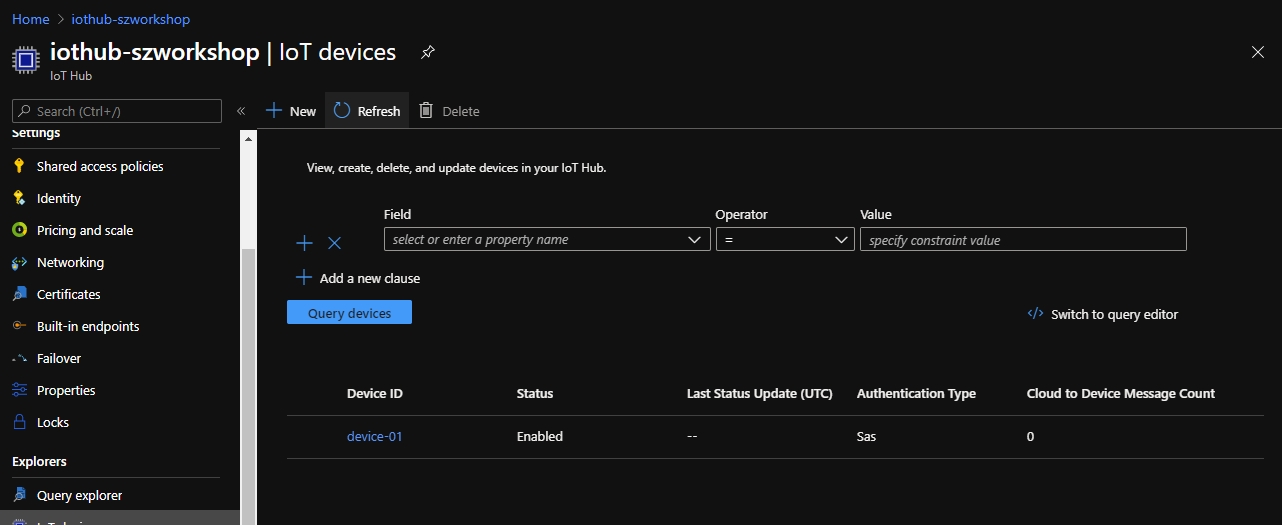 Home > iothub-szworkshop
iothub-szworkshop | IoT devices
IoT Hub
Search (Ctrl+/)
«
Settings
Shared access policies
Identity
Pricing and scale
Networking
Certificates
Built-in endpoints
Failover
Properties
Locks
Explorers
Query explorer
New Refresh Delete
View, create, delete, and update devices in your IoT Hub.
Field Operator Value
select or enter a property name = specify constraint value
Add a new clause
Query devices </> Switch to query editor
Device ID Status Last Status Update (UTC) Authentication Type Cloud to Device Message Count
device-01 Enabled -- Sas 0